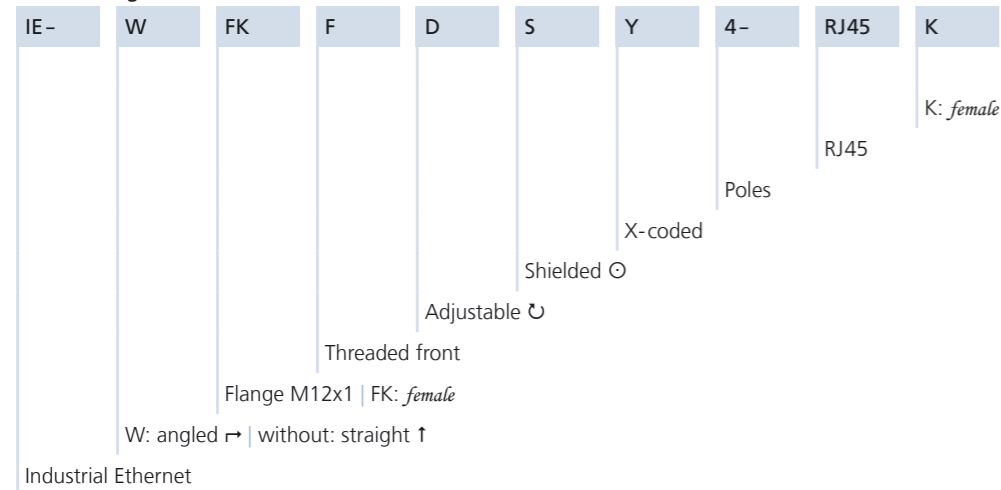 IE- W FK F D S Y 4- RJ45 K
K: female
RJ45
Poles
X-coded
Shielded ⊙
Adjustable ↻
Threaded front
Flange M12x1 | FK: female
W: angled ↱ | without: straight ↑
Industrial Ethernet